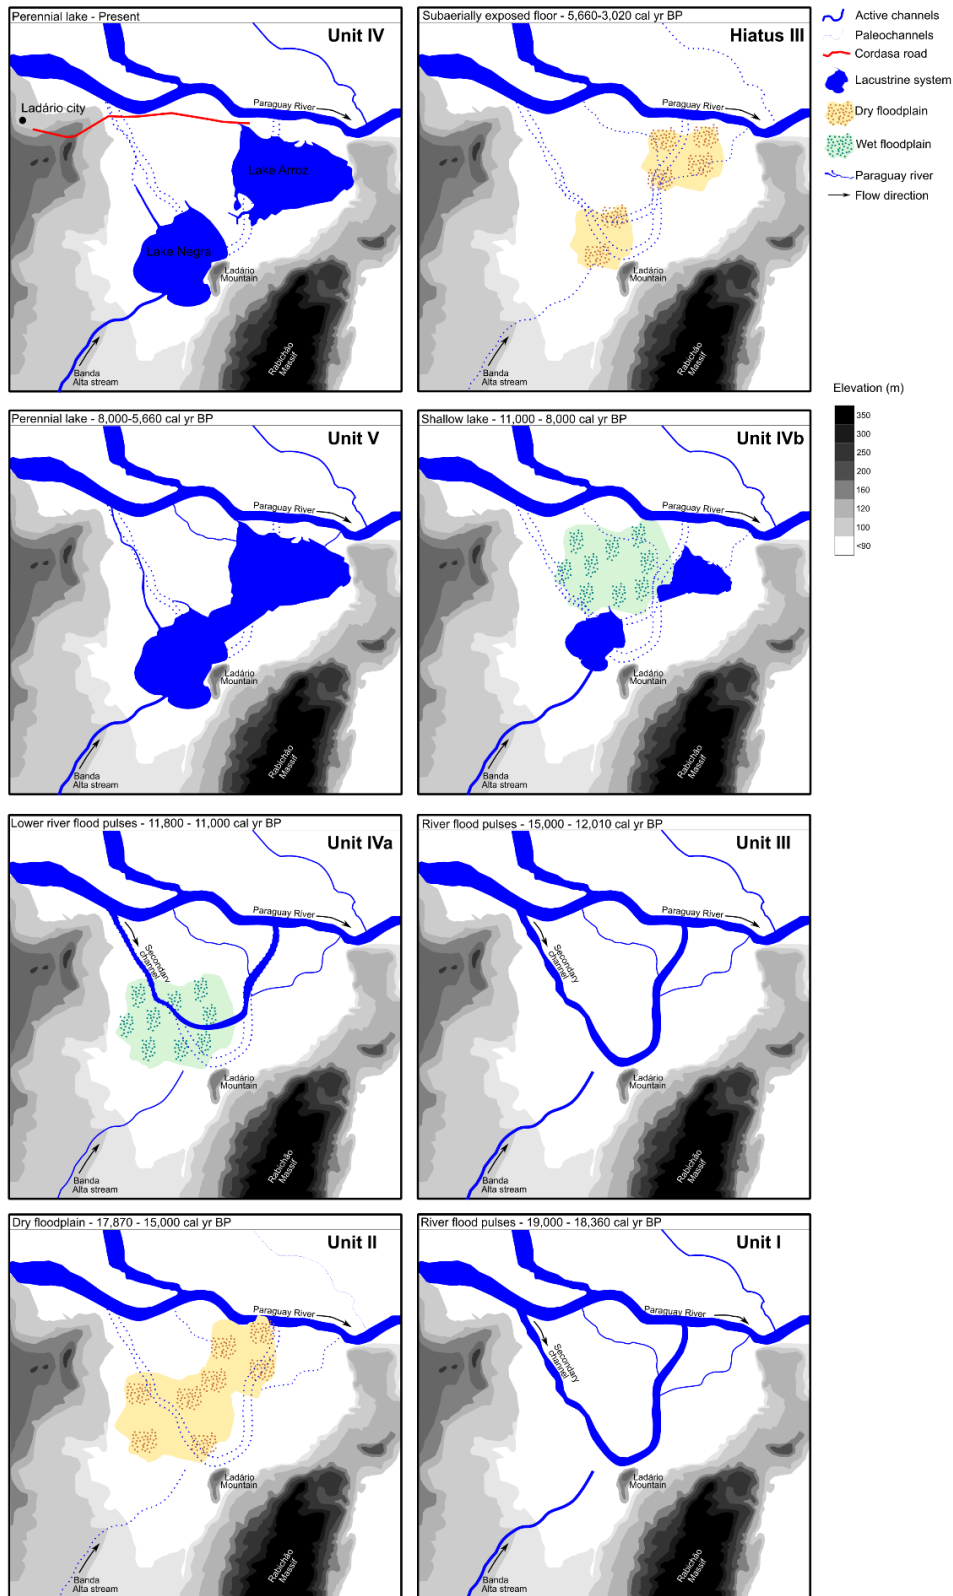 Perennial lake - Present
Unit IV
Ladário city
Paraguay River
Lake Arroz
Lake Negra
Ladário
Mountain
Rabichão
Massif
Banda
Alta stream
Subaerially exposed floor - 5,660-3,020 cal yr BP
Hiatus III
Paraguay River
Ladário
Mountain
Rabichão
Massif
Banda
Alta stream
Active channels
Paleochannels
Cordasa road
Lacustrine system
Dry floodplain
Wet floodplain
Paraguay river
Flow direction
Elevation (m)
350
300
250
200
160
120
100
<90
Perennial lake - 8,000-5,660 cal yr BP
Unit V
Paraguay River
Ladário
Mountain
Rabichão
Massif
Banda
Alta stream
Shallow lake - 11,000 - 8,000 cal yr BP
Unit IVb
Paraguay River
Ladário
Mountain
Rabichão
Massif
Banda
Alta stream
Lower river flood pulses - 11,800 - 11,000 cal yr BP
Unit IVa
Paraguay River
Secondary
channel
Ladário
Mountain
Rabichão
Massif
Banda
Alta stream
River flood pulses - 15,000 - 12,010 cal yr BP
Unit III
Paraguay River
Secondary
channel
Ladário
Mountain
Rabichão
Massif
Banda
Alta stream
Dry floodplain - 17,870 - 15,000 cal yr BP
Unit II
Paraguay River
Ladário
Mountain
Rabichão
Massif
Banda
Alta stream
River flood pulses - 19,000 - 18,360 cal yr BP
Unit I
Paraguay River
Secondary
channel
Ladário
Mountain
Rabichão
Massif
Banda
Alta stream